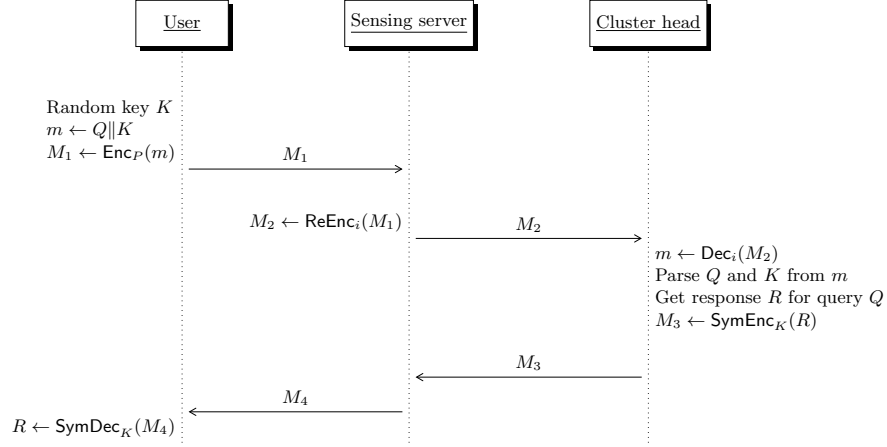 User
Sensing server
Cluster head
Random key K
m ← Q‖K
M₁ ← Enc_P(m)
M₁
M₂ ← ReEnc_i(M₁)
M₂
m ← Dec_i(M₂)
Parse Q and K from m
Get response R for query Q
M₃ ← SymEnc_K(R)
M₃
M₄
R ← SymDec_K(M₄)